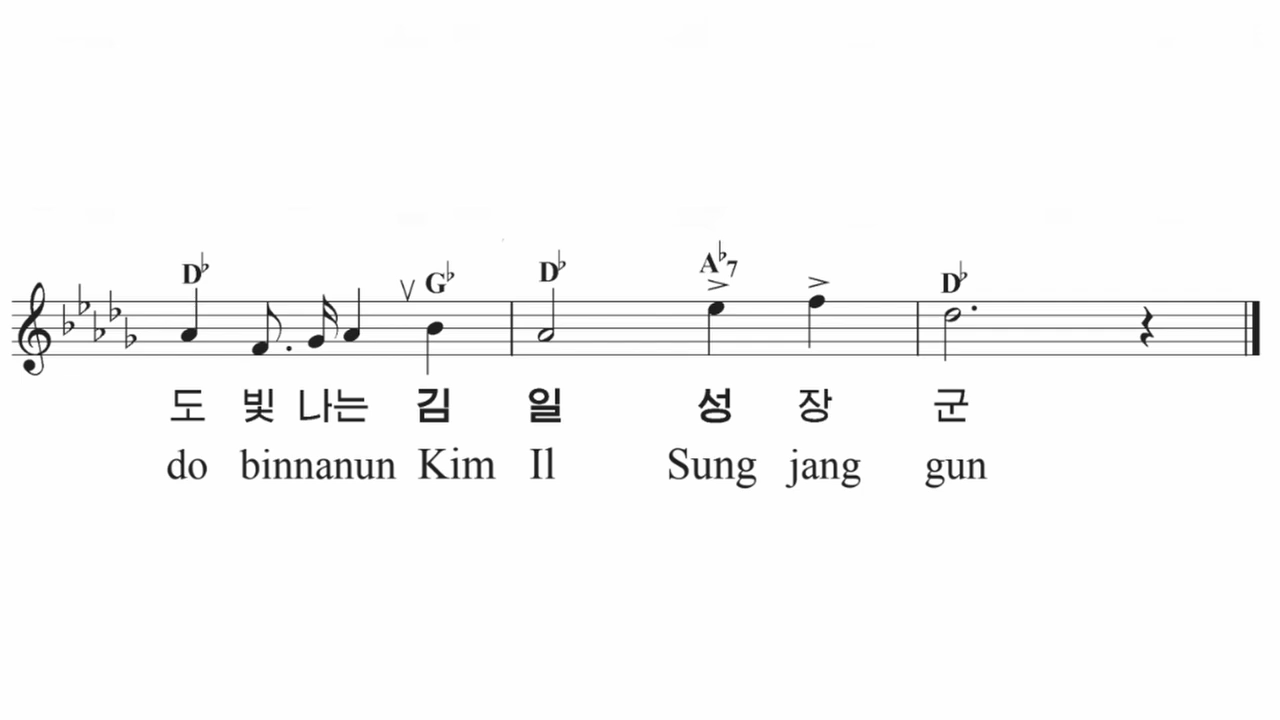 D♭ G♭ D♭ A♭7 D♭
도 빛 나는 김 일 성 장 군
do binnanun Kim Il Sung jang gun